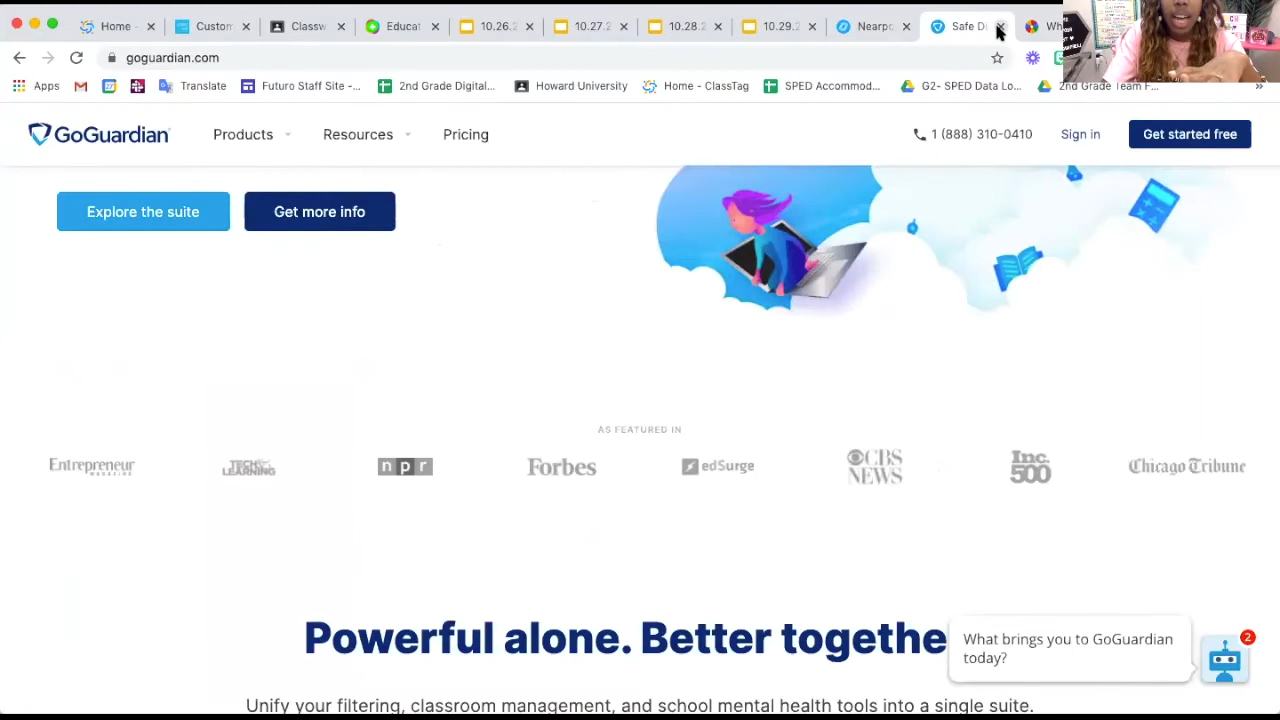 Home -
Custom
Classw
Educat
10.26.
10.27.
10.28.
10.29.
Nearpo
Safe Di
Wh
goguardian.com
Apps
Translate
Futuro Staff Site -...
2nd Grade Digital...
Howard University
Home - ClassTag
SPED Accommod...
G2- SPED Data Lo...
2nd Grade Team F...
»
GoGuardian
Products
Resources
Pricing
1 (888) 310-0410
Sign in
Get started free
Explore the suite
Get more info
AS FEATURED IN
Entrepreneur
TECH & LEARNING
npr
Forbes
edSurge
CBS NEWS
Inc. 500
Chicago Tribune
Powerful alone. Better togethe
What brings you to GoGuardian
today?
2
Unify your filtering, classroom management, and school mental health tools into a single suite.